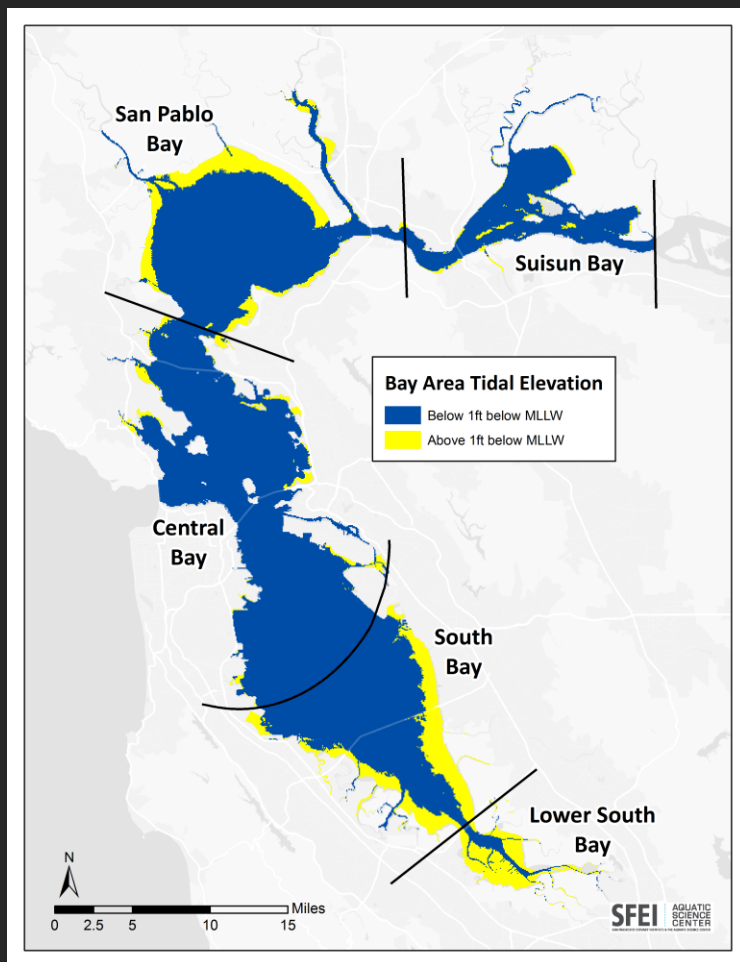 San Pablo
Bay
Suisun Bay
Bay Area Tidal Elevation
Below 1ft below MLLW
Above 1ft below MLLW
Central
Bay
South
Bay
Lower South
Bay
N
Miles
0 2.5 5 10 15
SFEI
AQUATIC
SCIENCE
CENTER